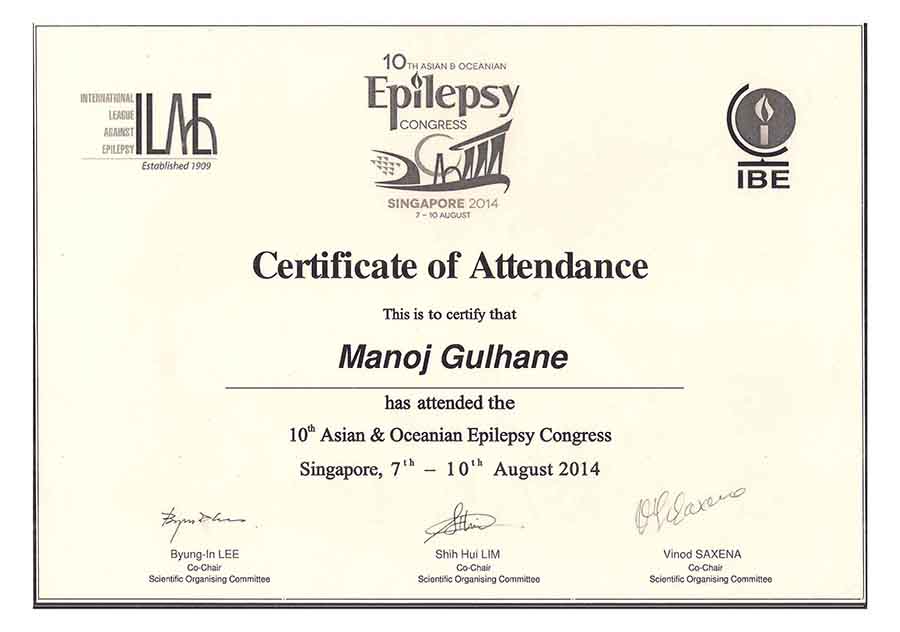 INTERNATIONAL
LEAGUE
AGAINST
EPILEPSY
ILAE
Established 1909
10TH ASIAN & OCEANIAN
Epilepsy
CONGRESS
SINGAPORE 2014
7 – 10 AUGUST
IBE
Certificate of Attendance
This is to certify that
Manoj Gulhane
has attended the
10th Asian & Oceanian Epilepsy Congress
Singapore, 7th – 10th August 2014
Byung-In LEE
Co-Chair
Scientific Organising Committee
Shih Hui LIM
Co-Chair
Scientific Organising Committee
Vinod SAXENA
Co-Chair
Scientific Organising Committee